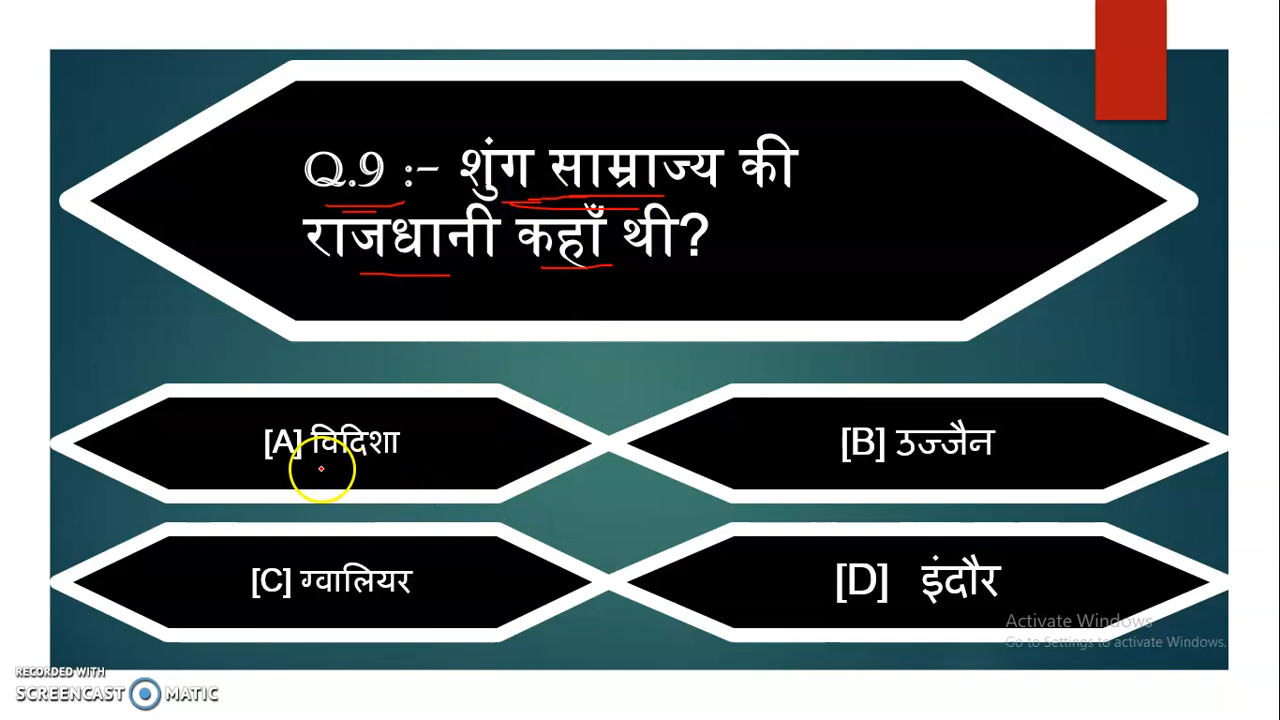 Q.9 :- शुंग साम्राज्य की
राजधानी कहाँ थी?
[A] विदिशा
[B] उज्जैन
[C] ग्वालियर
[D] इंदौर
Activate Windows
Go to Settings to activate Windows.
RECORDED WITH
SCREENCAST MATIC